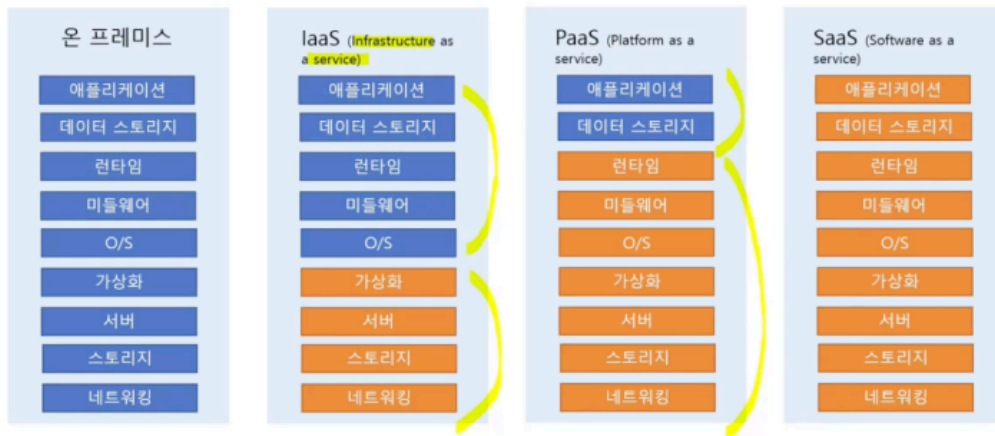 온 프레미스
애플리케이션
데이터 스토리지
런타임
미들웨어
O/S
가상화
서버
스토리지
네트워킹
IaaS (Infrastructure as
a service)
애플리케이션
데이터 스토리지
런타임
미들웨어
O/S
가상화
서버
스토리지
네트워킹
PaaS (Platform as a
service)
애플리케이션
데이터 스토리지
런타임
미들웨어
O/S
가상화
서버
스토리지
네트워킹
SaaS (Software as a
service)
애플리케이션
데이터 스토리지
런타임
미들웨어
O/S
가상화
서버
스토리지
네트워킹